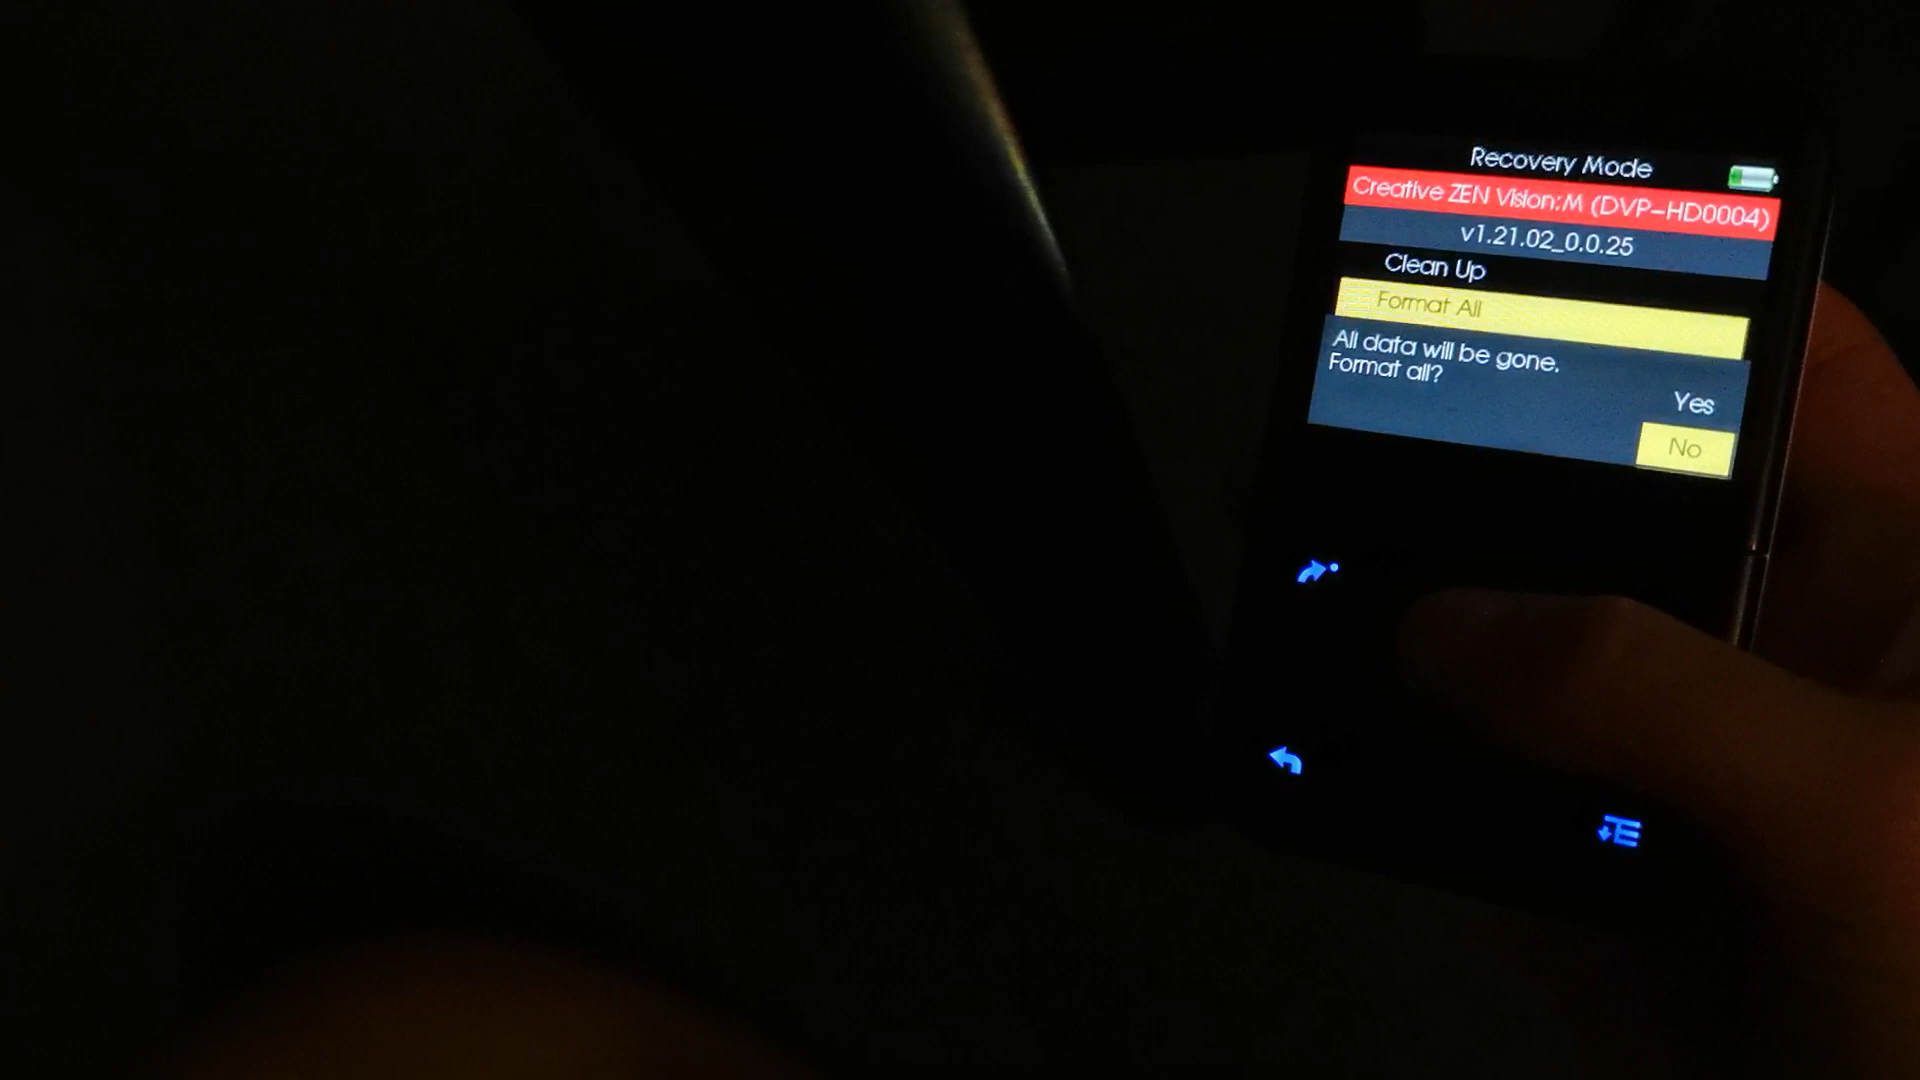 Recovery Mode
Creative ZEN Vision:M (DVP-HD0004)
v1.21.02_0.0.25
Clean Up
Format All
All data will be gone.
Format all?
Yes
No